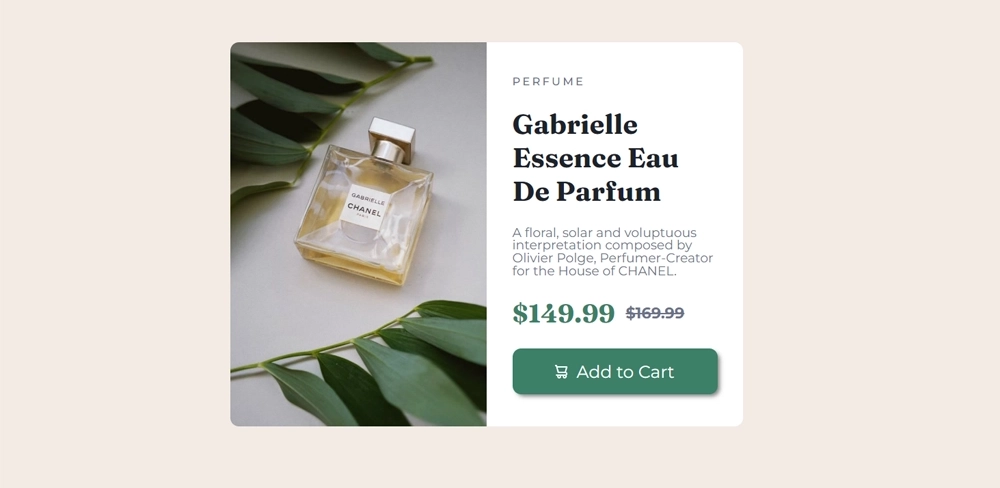 GABRIELLE
CHANEL
PARIS
PERFUME
Gabrielle
Essence Eau
De Parfum
A floral, solar and voluptuous
interpretation composed by
Olivier Polge, Perfumer-Creator
for the House of CHANEL.
$149.99 $169.99
Add to Cart